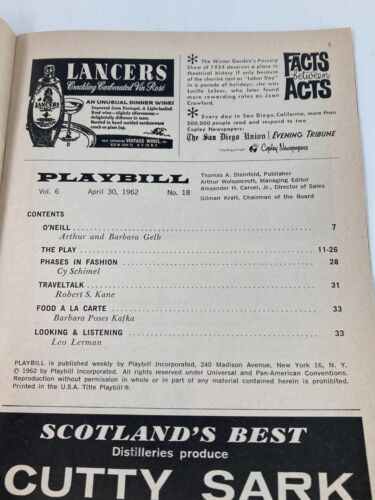 5
LANCERS
Crackling Carbonated Vin Rosé
LANCERS
AN UNUSUAL DINNER WINE!
Imported from Portugal. A light-bodied
Rosé wine — slightly effervescent —
delightfully different in taste.
Bottled in hand molded earthenware
crock or glass jug.
VINTAGE WINES, INC.
* The Winter Garden's Passing
Show of 1924 deserves a place in
theatrical history if only because
of the chorine cast as "Labor Day"
in a parade of holidays: she was
Lucille LeSueur, who later found
more rewarding roles as Joan
Crawford.
FACTS
between
ACTS
* Every day in San Diego, California, more than
200,000 people read and respond to two
Copley Newspapers:
The San Diego Union | EVENING TRIBUNE
"The Ring of Truth" Copley Newspapers
PLAYBILL
Vol. 6 April 30, 1962 No. 18
Thomas A. Steinfeld, Publisher
Arthur Wolsoncroft, Managing Editor
Alexander H. Carver, Jr., Director of Sales
Gilman Kraft, Chairman of the Board
CONTENTS
O'NEILL 7
Arthur and Barbara Gelb
THE PLAY 11-26
PHASES IN FASHION 28
Cy Schimel
TRAVELTALK 31
Robert S. Kane
FOOD A LA CARTE 33
Barbara Poses Kafka
LOOKING & LISTENING 33
Leo Lerman
PLAYBILL is published weekly by Playbill Incorporated, 240 Madison Avenue, New York 16, N. Y.
© 1962 by Playbill Incorporated. All rights reserved under Universal and Pan-American Conventions.
Reproduction without permission in whole or in part of any material contained herein is prohibited.
Printed in the U.S.A. Title Playbill®.
SCOTLAND'S BEST
Distilleries produce
CUTTY SARK